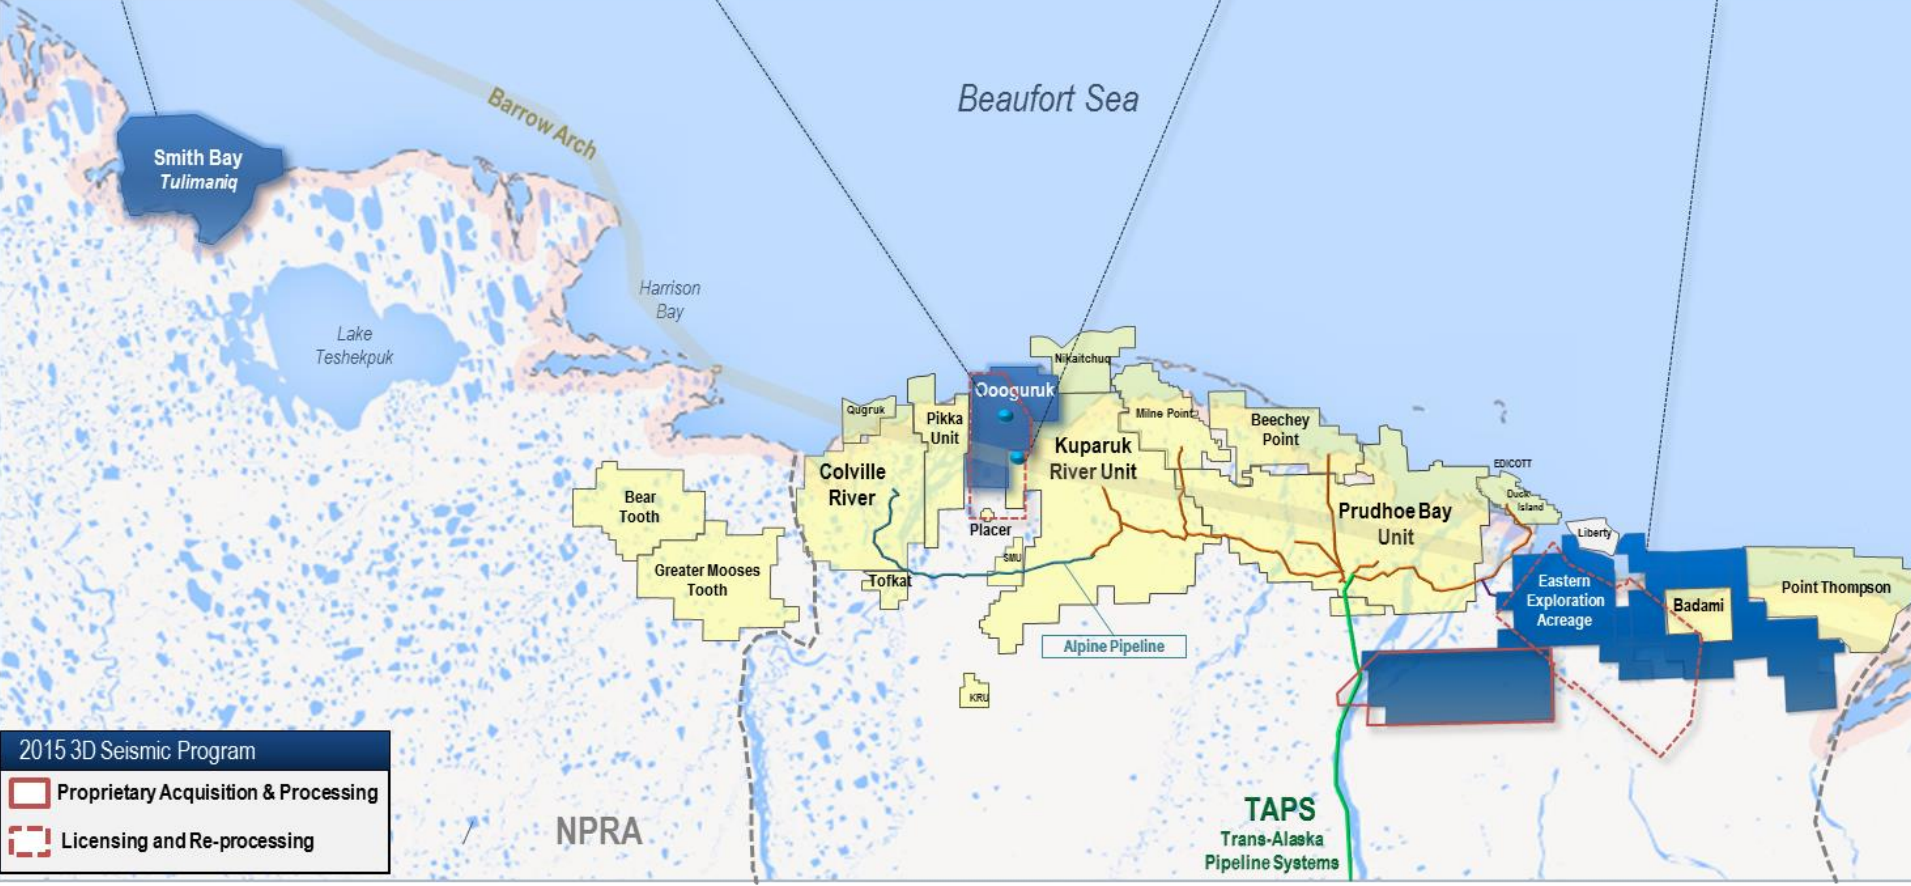 Beaufort Sea
Barrow Arch
Smith Bay
Tulimaniq
Harrison
Bay
Lake
Teshekpuk
Nikaitchuq
Oooguruk
Qugruk
Pikka
Unit
Milne Point
Beechey
Point
Kuparuk
River Unit
Colville
River
EDICOTT
Duck
Island
Bear
Tooth
Prudhoe Bay
Unit
Placer
Liberty
SMU
Greater Mooses
Tooth
Tofkat
Eastern
Exploration
Acreage
Point Thompson
Badami
Alpine Pipeline
KRU
2015 3D Seismic Program
Proprietary Acquisition & Processing
Licensing and Re-processing
NPRA
TAPS
Trans-Alaska
Pipeline Systems